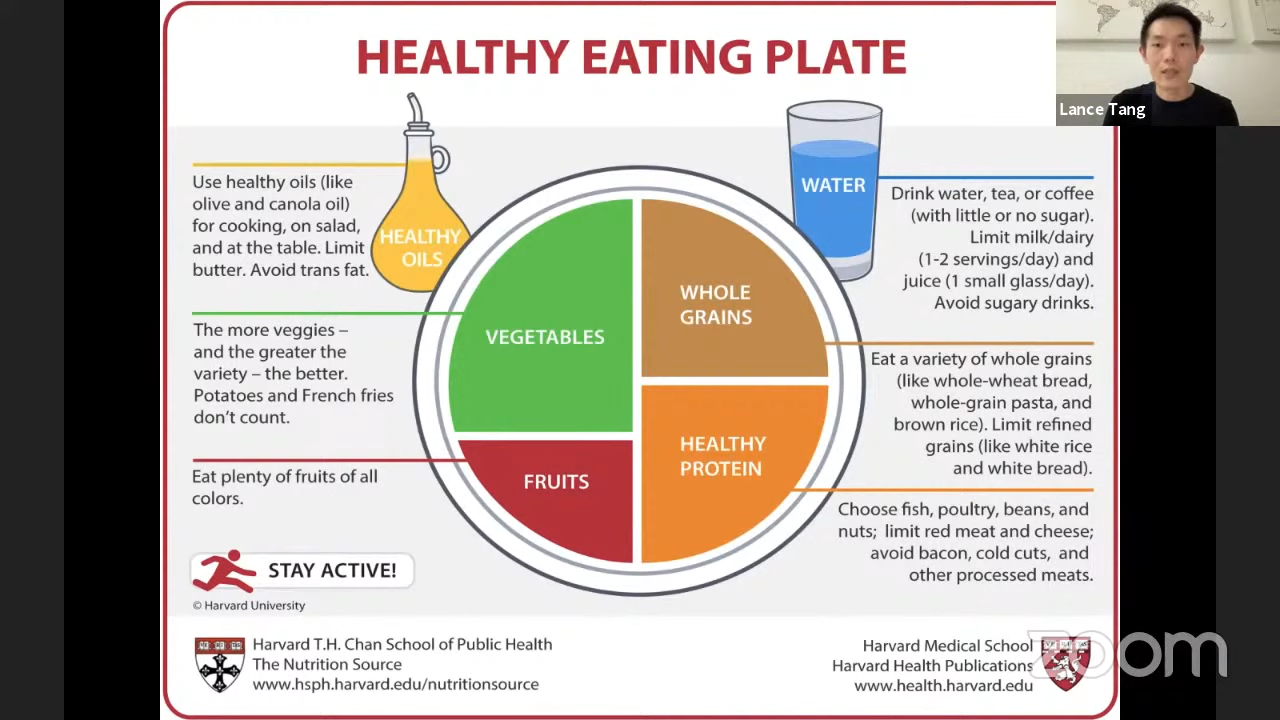 HEALTHY EATING PLATE
Lance Tang
HEALTHY
OILS
Use healthy oils (like
olive and canola oil)
for cooking, on salad,
and at the table. Limit
butter. Avoid trans fat.
The more veggies –
and the greater the
variety – the better.
Potatoes and French fries
don't count.
Eat plenty of fruits of all
colors.
STAY ACTIVE!
© Harvard University
VEGETABLES
FRUITS
WHOLE
GRAINS
HEALTHY
PROTEIN
WATER
Drink water, tea, or coffee
(with little or no sugar).
Limit milk/dairy
(1-2 servings/day) and
juice (1 small glass/day).
Avoid sugary drinks.
Eat a variety of whole grains
(like whole-wheat bread,
whole-grain pasta, and
brown rice). Limit refined
grains (like white rice
and white bread).
Choose fish, poultry, beans, and
nuts; limit red meat and cheese;
avoid bacon, cold cuts, and
other processed meats.
Harvard T.H. Chan School of Public Health
The Nutrition Source
www.hsph.harvard.edu/nutritionsource
Harvard Medical School
Harvard Health Publications
www.health.harvard.edu
zoom